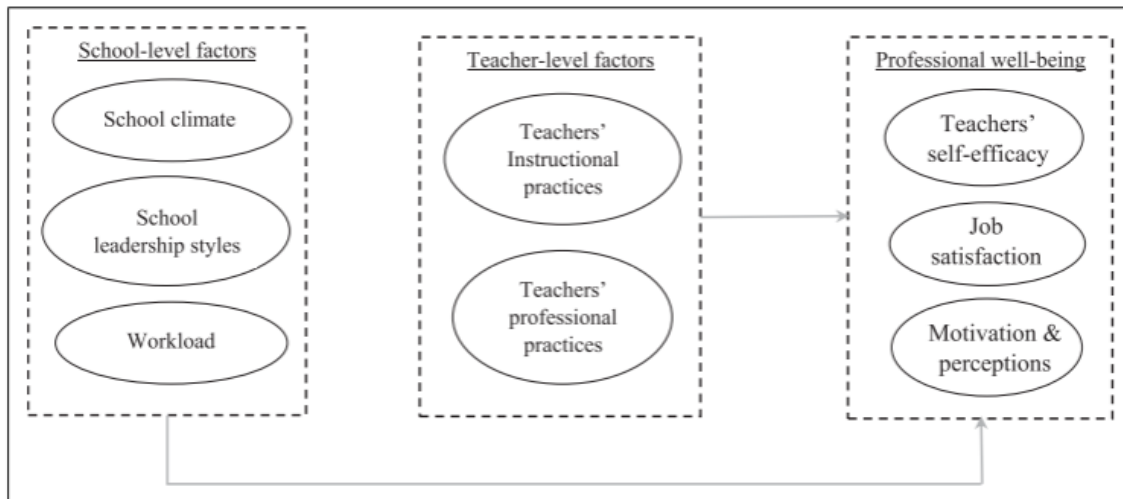 School-level factors
School climate
School
leadership styles
Workload
Teacher-level factors
Teachers’
Instructional
practices
Teachers’
professional
practices
Professional well-being
Teachers’
self-efficacy
Job
satisfaction
Motivation &
perceptions